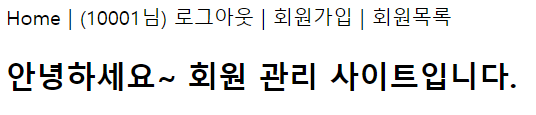 Home | (10001님) 로그아웃 | 회원가입 | 회원목록
안녕하세요~ 회원 관리 사이트입니다.